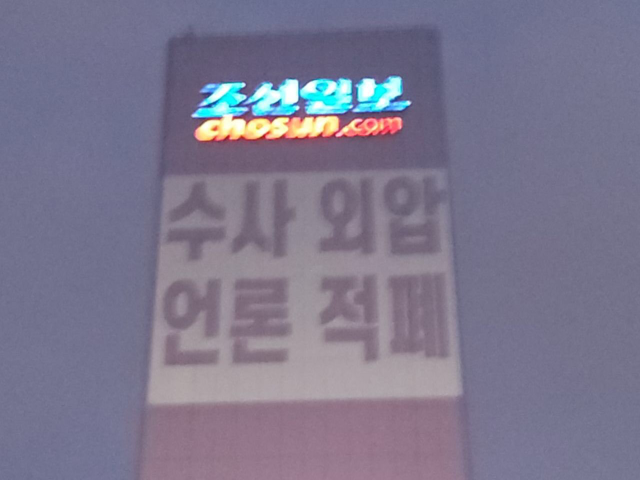 조선일보
chosun.com
수사 외압
언론 적폐